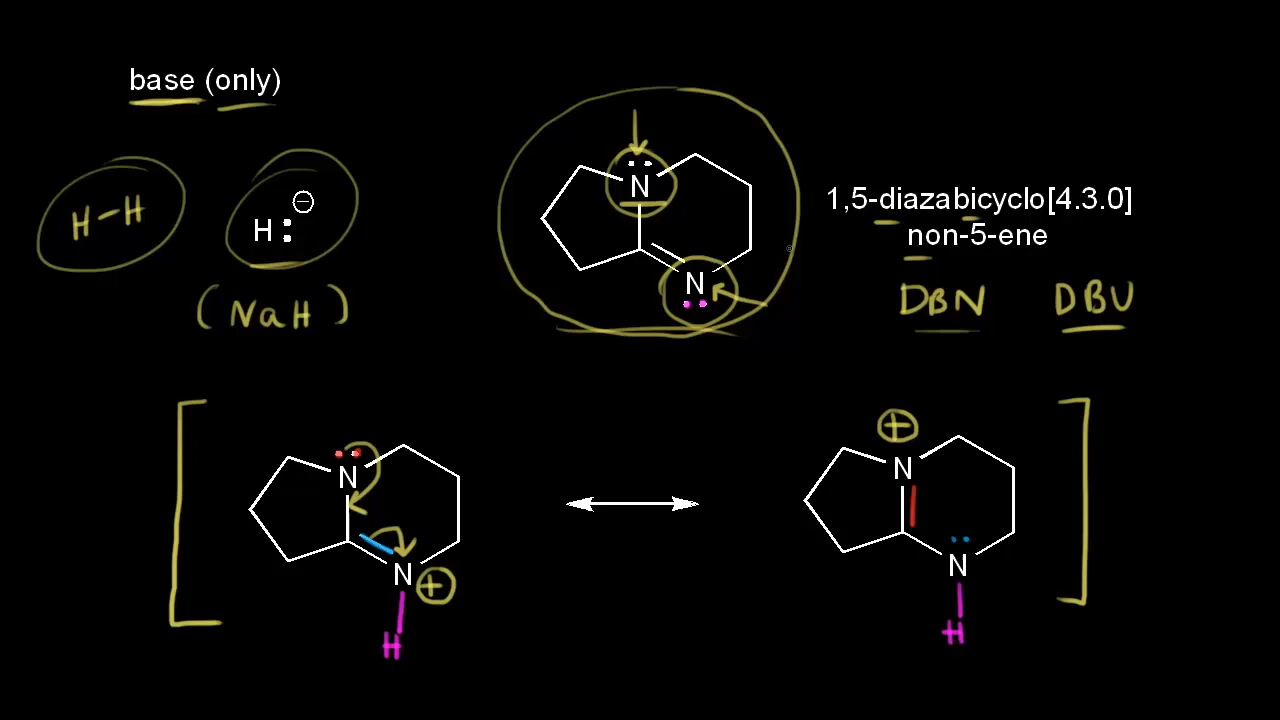 base (only)
H-H
H:⊖
(NaH)
N
N
1,5-diazabicyclo[4.3.0]
non-5-ene
DBN
DBU
N
N ⊕
H
⊕
N
N
H